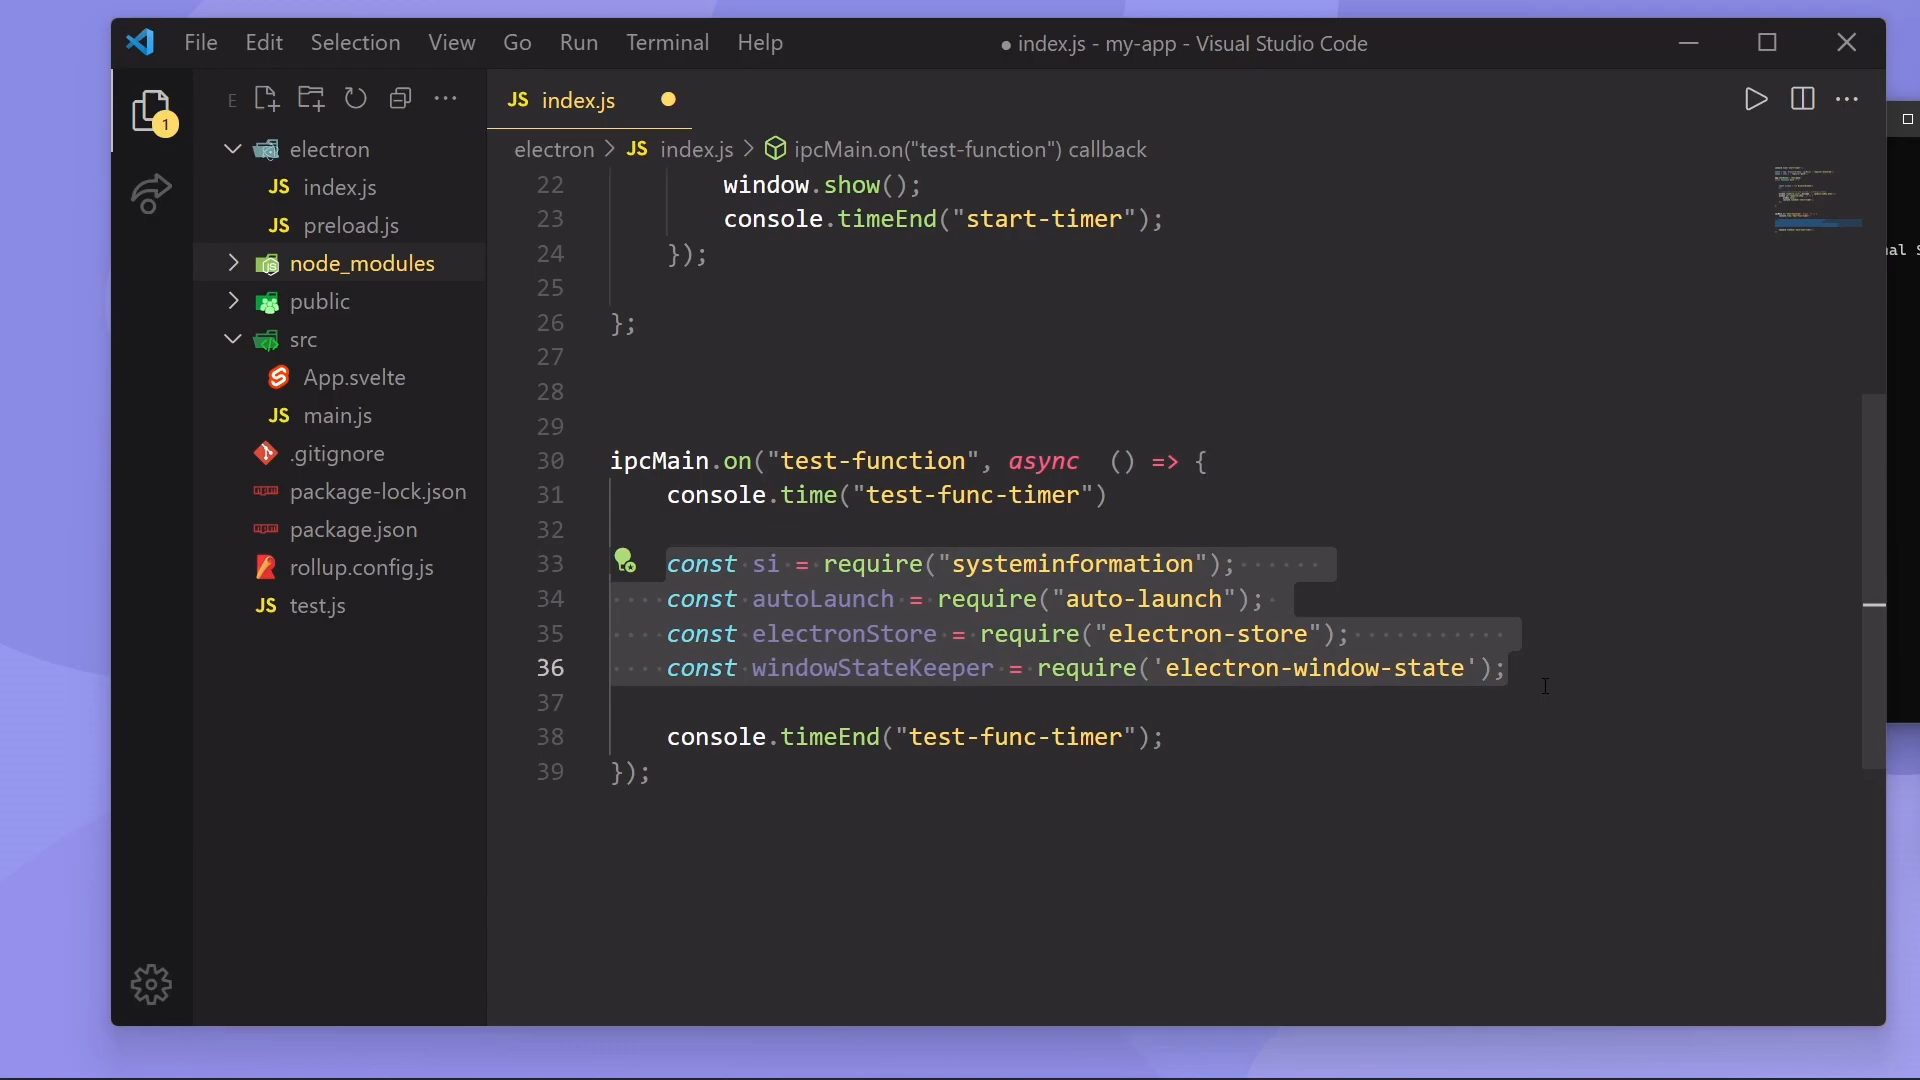 File Edit Selection View Go Run Terminal Help
● index.js - my-app - Visual Studio Code
1
E
electron
JS index.js
JS preload.js
node_modules
public
src
App.svelte
JS main.js
.gitignore
package-lock.json
package.json
rollup.config.js
JS test.js
JS index.js
electron > JS index.js > ipcMain.on("test-function") callback
22 window.show();
23 console.timeEnd("start-timer");
24 });
25
26 };
27
28
29
30 ipcMain.on("test-function", async () => {
31 console.time("test-func-timer")
32
33 const si = require("systeminformation");
34 const autoLaunch = require("auto-launch");
35 const electronStore = require("electron-store");
36 const windowStateKeeper = require('electron-window-state');
37
38 console.timeEnd("test-func-timer");
39 });